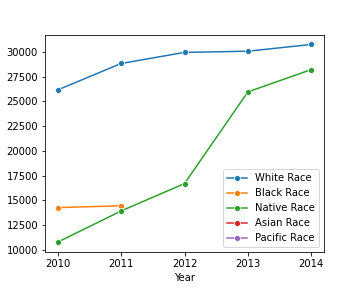 30000
27500
25000
22500
20000
17500
15000
12500
10000
2010 2011 2012 2013 2014
Year
White Race
Black Race
Native Race
Asian Race
Pacific Race